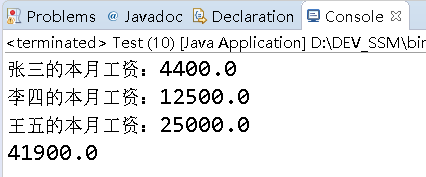 Problems @ Javadoc Declaration Console
<terminated> Test (10) [Java Application] D:\DEV_SSM\bin
张三的本月工资：4400.0
李四的本月工资：12500.0
王五的本月工资：25000.0
41900.0